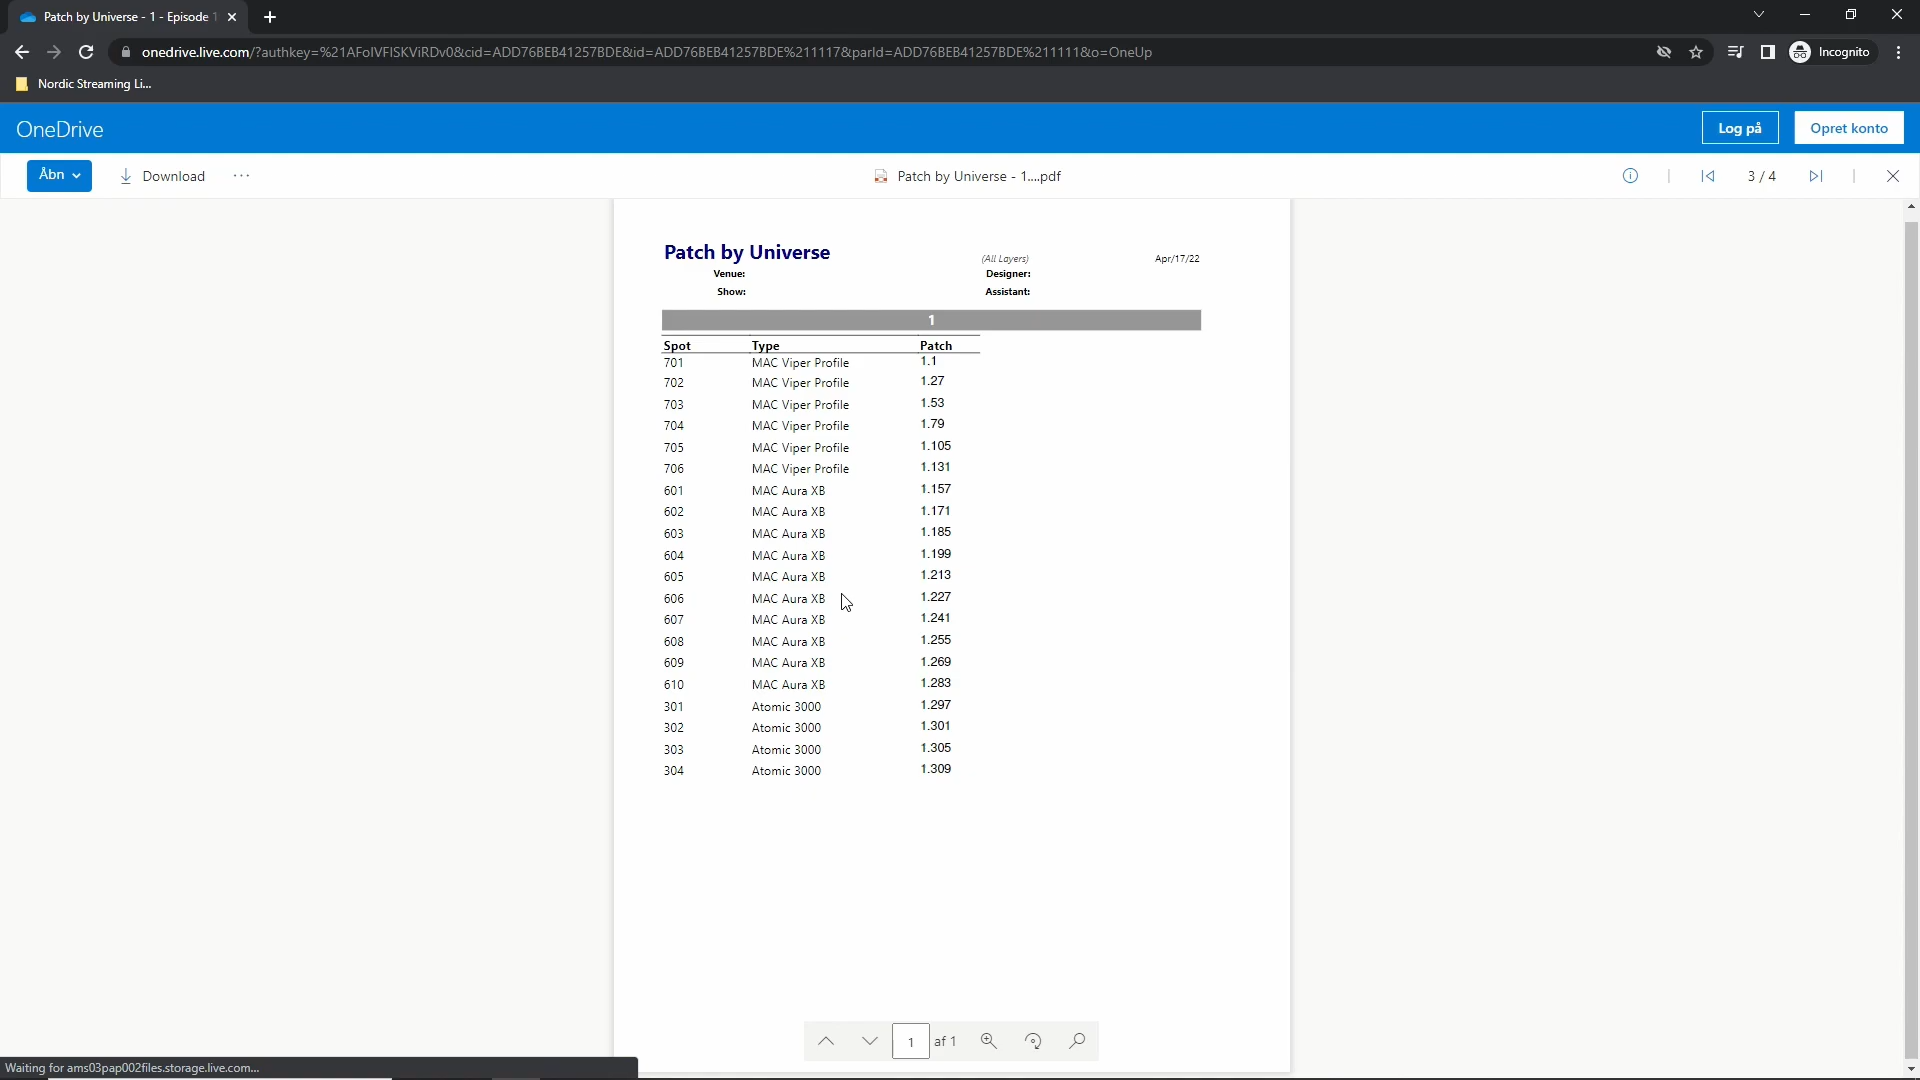 Patch by Universe - 1 - Episode 1
onedrive.live.com/?authkey=%21AFolVFlSKViRDv0&cid=ADD76BEB41257BDE&id=ADD76BEB41257BDE%211117&parId=ADD76BEB41257BDE%211111&o=OneUp
Incognito
Nordic Streaming Li...
OneDrive
Log på
Opret konto
Åbn
Download
···
Patch by Universe - 1....pdf
3 / 4
Patch by Universe
(All Layers)
Apr/17/22
Venue:
Designer:
Show:
Assistant:
1
Spot Type Patch
701 MAC Viper Profile 1.1
702 MAC Viper Profile 1.27
703 MAC Viper Profile 1.53
704 MAC Viper Profile 1.79
705 MAC Viper Profile 1.105
706 MAC Viper Profile 1.131
601 MAC Aura XB 1.157
602 MAC Aura XB 1.171
603 MAC Aura XB 1.185
604 MAC Aura XB 1.199
605 MAC Aura XB 1.213
606 MAC Aura XB 1.227
607 MAC Aura XB 1.241
608 MAC Aura XB 1.255
609 MAC Aura XB 1.269
610 MAC Aura XB 1.283
301 Atomic 3000 1.297
302 Atomic 3000 1.301
303 Atomic 3000 1.305
304 Atomic 3000 1.309
1 af 1
Waiting for ams03pap002files.storage.live.com...